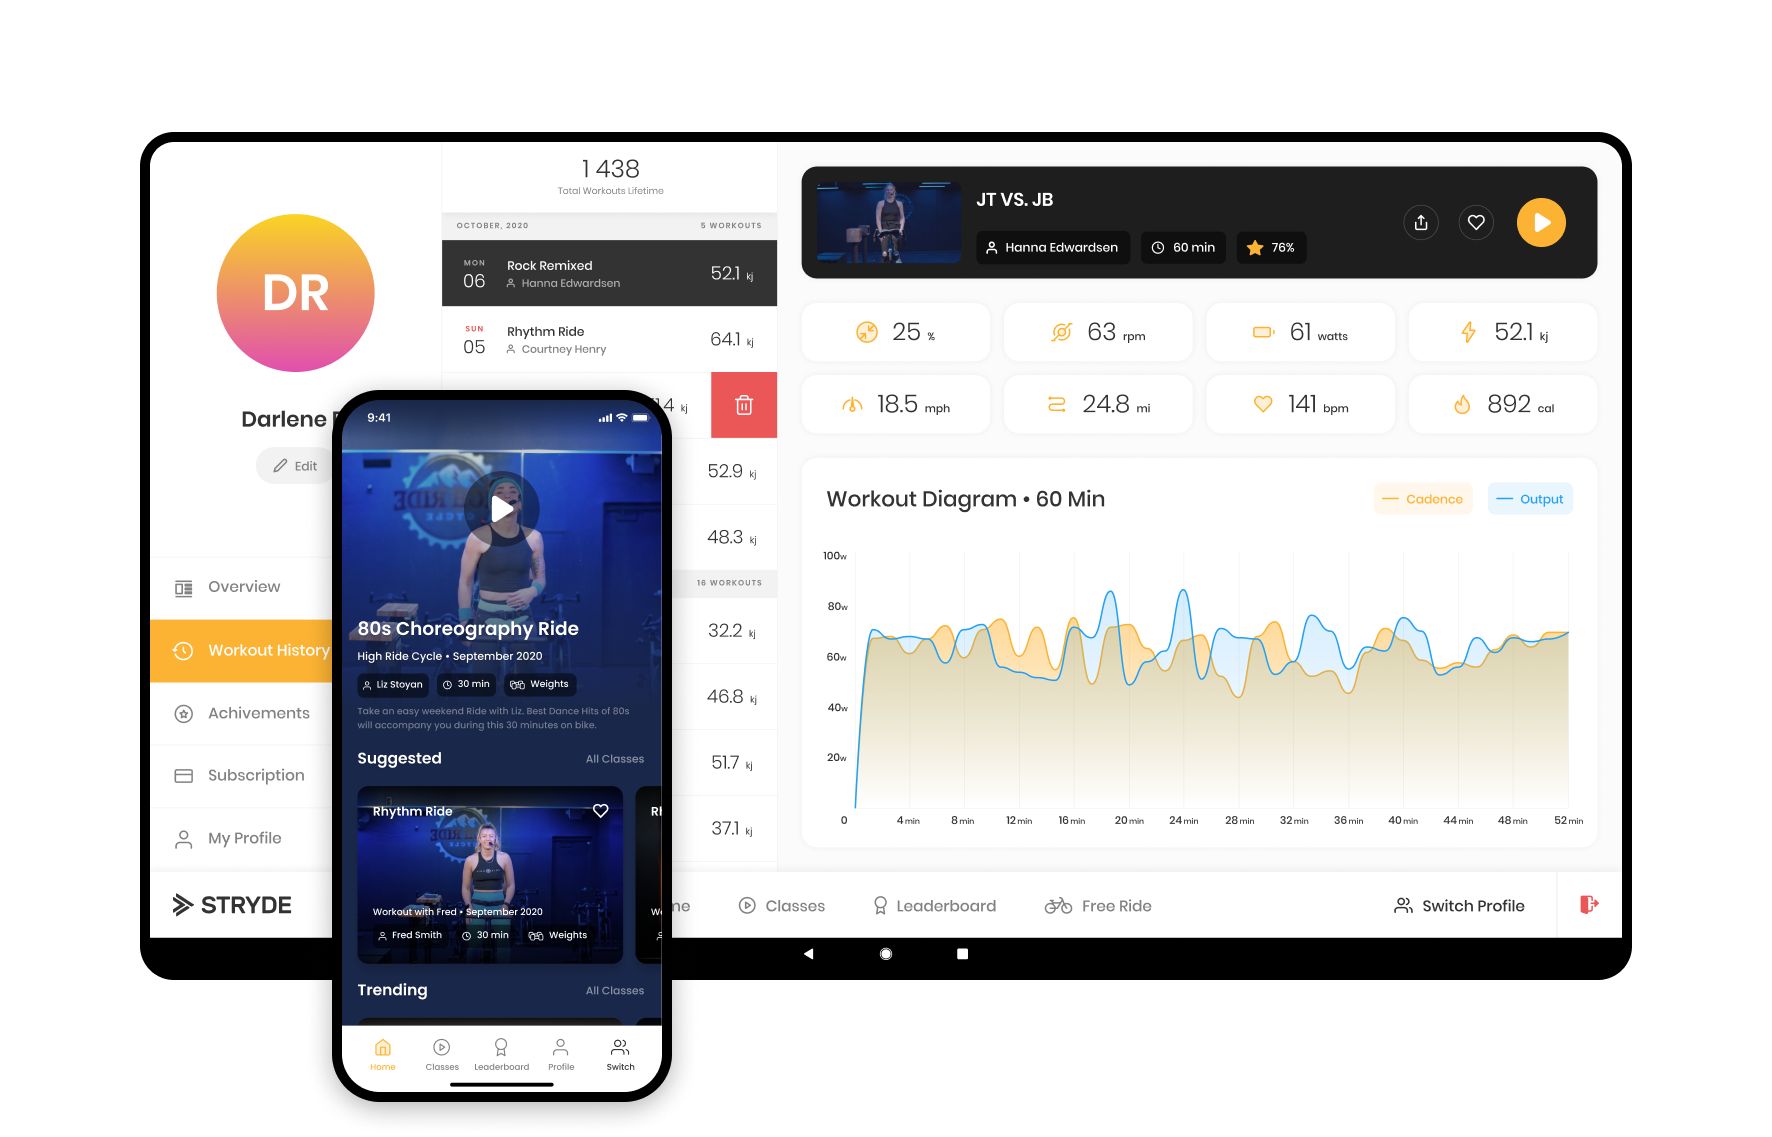 DR
Darlene
Edit
Overview
Workout History
Achivements
Subscription
My Profile
STRYDE
1 438
Total Workouts Lifetime
OCTOBER, 2020 5 WORKOUTS
MON
06
Rock Remixed
Hanna Edwardsen
52.1 kj
SUN
05
Rhythm Ride
Courtney Henry
64.1 kj
kj
52.9 kj
48.3 kj
16 WORKOUTS
32.2 kj
46.8 kj
51.7 kj
37.1 kj
JT VS. JB
Hanna Edwardsen 60 min 76%
25 % 63 rpm 61 watts 52.1 kj
18.5 mph 24.8 mi 141 bpm 892 cal
Workout Diagram • 60 Min
Cadence Output
100w
80w
60w
40w
20w
0 4 min 8 min 12 min 16 min 20 min 24 min 28 min 32 min 36 min 40 min 44 min 48 min 52 min
Classes Leaderboard Free Ride Switch Profile
9:41
RIDE
CYCLE
80s Choreography Ride
High Ride Cycle • September 2020
Liz Stoyan 30 min Weights
Take an easy weekend Ride with Liz. Best Dance Hits of 80s
will accompany you during this 30 minutes on bike.
Suggested All Classes
Rhythm Ride
Workout with Fred • September 2020
Fred Smith 30 min Weights
Trending All Classes
Home Classes Leaderboard Profile Switch